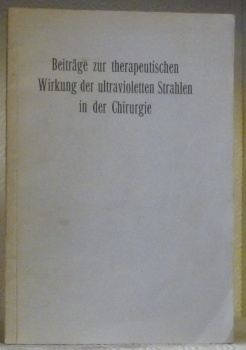 Beiträge zur therapeutischen
Wirkung der ultravioletten Strahlen
in der Chirurgie